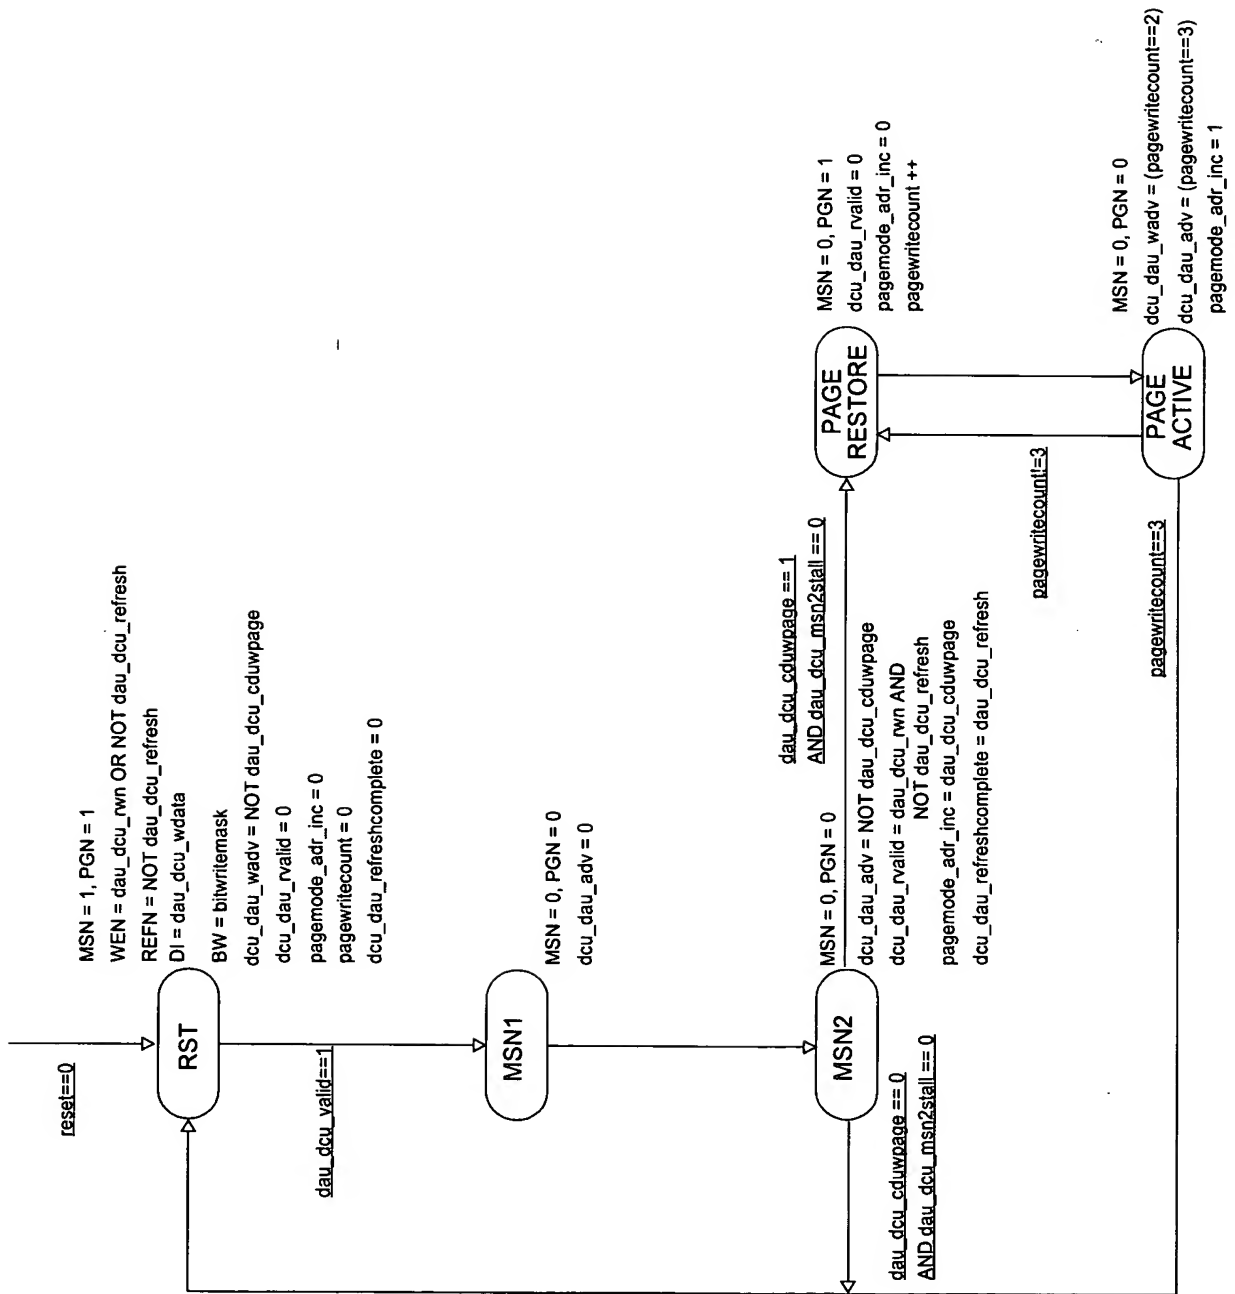 reset==0
RST
MSN = 1, PGN = 1
WEN = dau_dcu_rwn OR NOT dau_dcu_refresh
REFN = NOT dau_dcu_refresh
DI = dau_dcu_wdata
BW = bitwritemask
dcu_dau_wadv = NOT dau_dcu_cduwpage
dcu_dau_rvalid = 0
pagemode_adr_inc = 0
pagewritecount = 0
dcu_dau_refreshcomplete = 0
dau_dcu_valid==1
MSN1
MSN = 0, PGN = 0
dcu_dau_adv = 0
MSN2
MSN = 0, PGN = 0
dcu_dau_adv = NOT dau_dcu_cduwpage
dcu_dau_rvalid = dau_dcu_rwn AND
NOT dau_dcu_refresh
pagemode_adr_inc = dau_dcu_cduwpage
dcu_dau_refreshcomplete = dau_dcu_refresh
dau_dcu_cduwpage == 0
AND dau_dcu_msn2stall == 0
dau_dcu_cduwpage == 1
AND dau_dcu_msn2stall == 0
PAGE
RESTORE
MSN = 0, PGN = 1
dcu_dau_rvalid = 0
pagemode_adr_inc = 0
pagewritecount ++
pagewritecount!=3
pagewritecount==3
PAGE
ACTIVE
MSN = 0, PGN = 0
dcu_dau_wadv = (pagewritecount==2)
dcu_dau_adv = (pagewritecount==3)
pagemode_adr_inc = 1